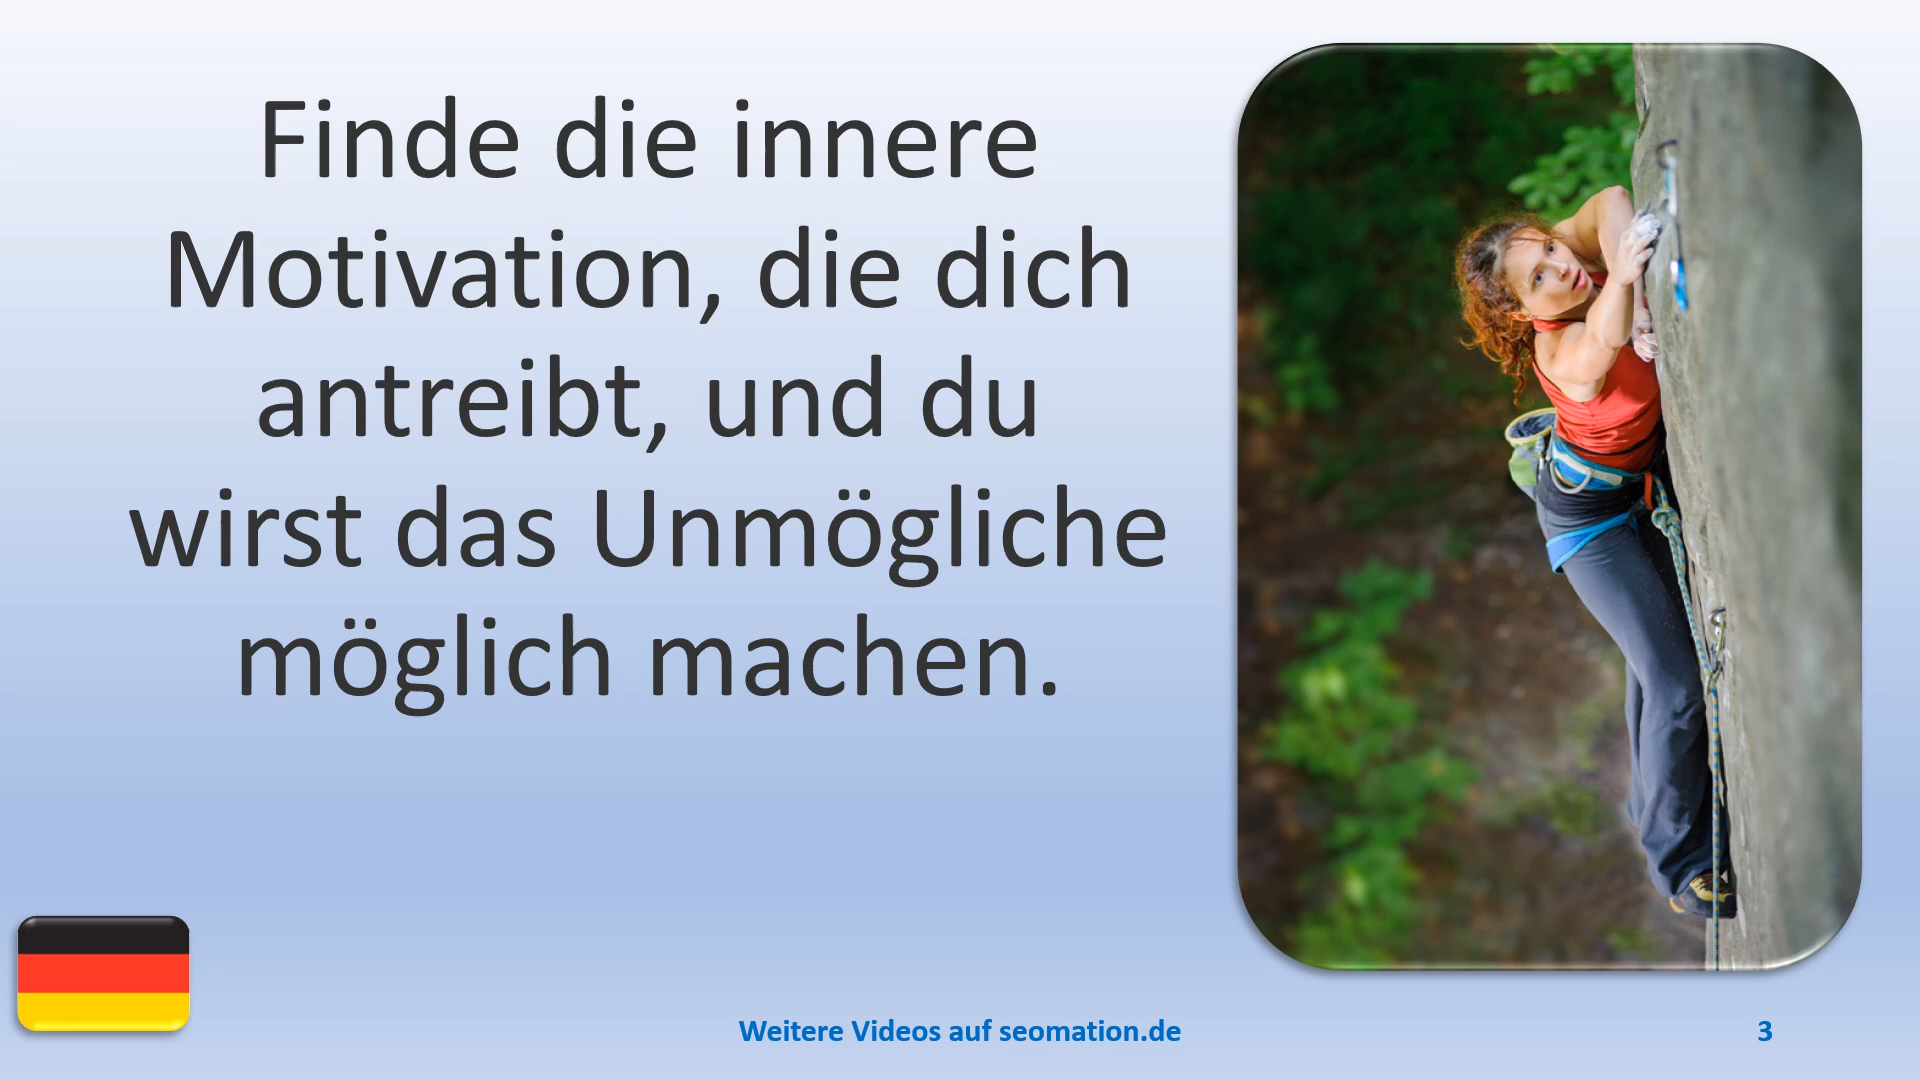 Finde die innere
Motivation, die dich
antreibt, und du
wirst das Unmögliche
möglich machen.
Weitere Videos auf seomation.de
3